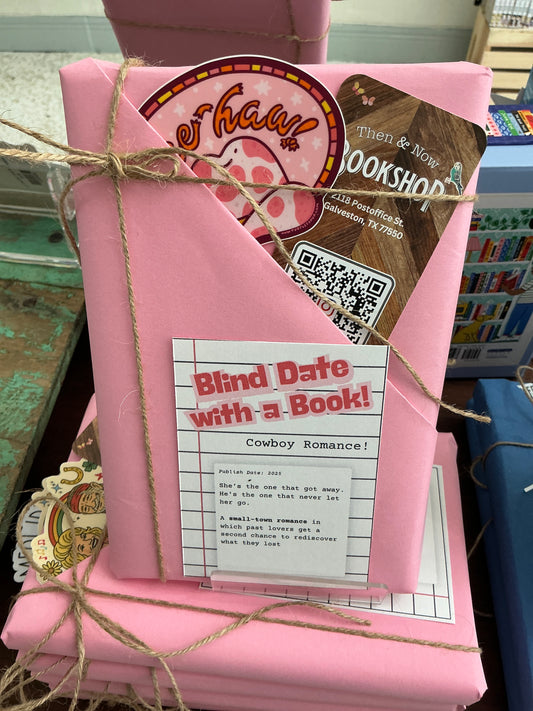 haw!
Then & Now
BOOKSHOP
2118 Postoffice St.
Galveston, TX 77550
Blind Date
with a Book!
Cowboy Romance!
Publish Date: 2025
She's the one that got away.
He's the one that never let
her go.
A small-town romance in
which past lovers get a
second chance to rediscover
what they lost